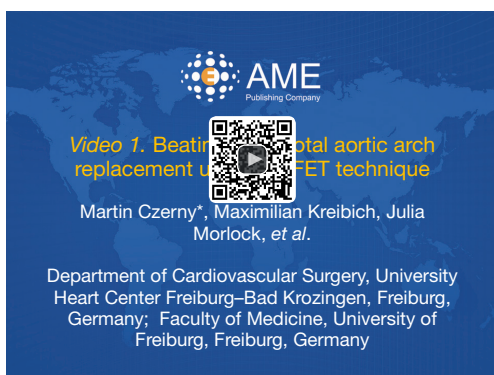 AME
Publishing Company
Video 1. Beatin otal aortic arch
replacement u FET technique
Martin Czerny*, Maximilian Kreibich, Julia
Morlock, et al.
Department of Cardiovascular Surgery, University
Heart Center Freiburg–Bad Krozingen, Freiburg,
Germany; Faculty of Medicine, University of
Freiburg, Freiburg, Germany